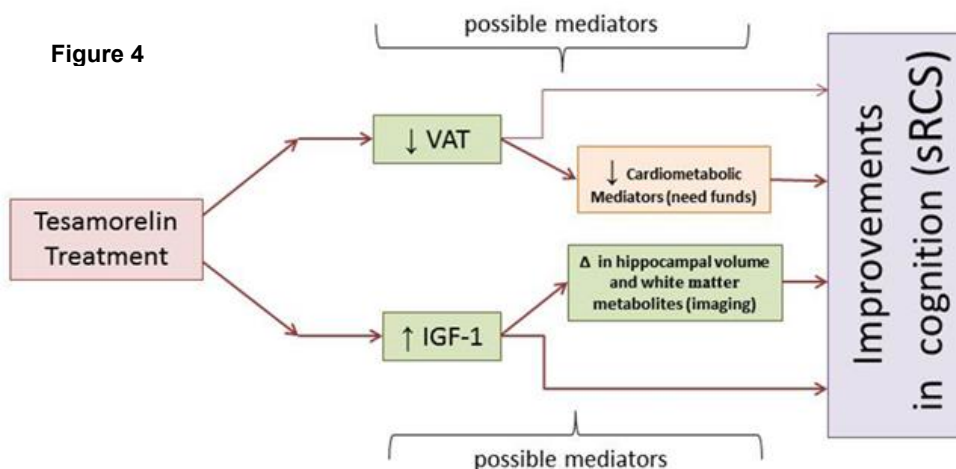 possible mediators
Figure 4
↓ VAT
↓ Cardiometabolic
Mediators (need funds)
Tesamorelin
Treatment
Δ in hippocampal volume
and white matter
metabolites (imaging)
↑ IGF-1
Improvements
in cognition (sRCS)
possible mediators